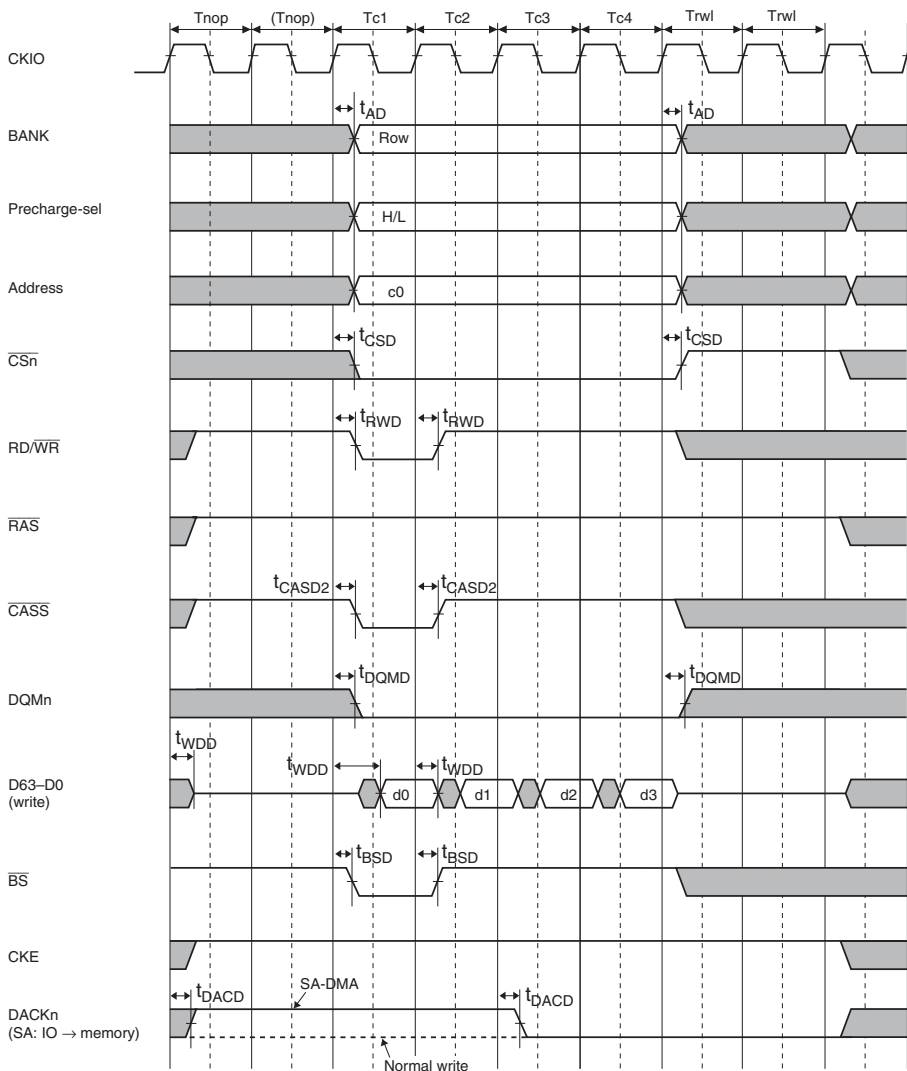 Tnop (Tnop) Tc1 Tc2 Tc3 Tc4 Trwl Trwl
CKIO
tAD tAD
BANK Row
Precharge-sel H/L
Address c0
tCSD tCSD
CSn
tRWD tRWD
RD/WR
RAS
tCASD2 tCASD2
CASS
tDQMD tDQMD
DQMn
tWDD tWDD tWDD
D63–D0 d0 d1 d2 d3
(write)
tBSD tBSD
BS
CKE
tDACD SA-DMA tDACD
DACKn
(SA: IO → memory)
Normal write